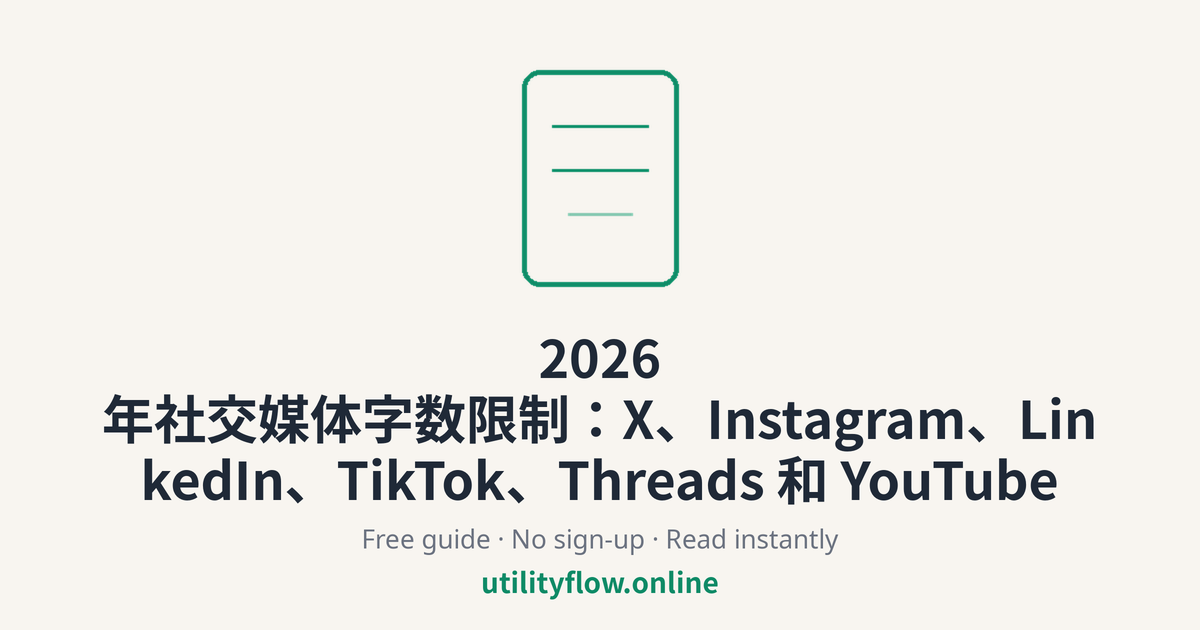 2026
年社交媒体字数限制：X、Instagram、Lin
kedIn、TikTok、Threads 和 YouTube
Free guide · No sign-up · Read instantly
utilityflow.online